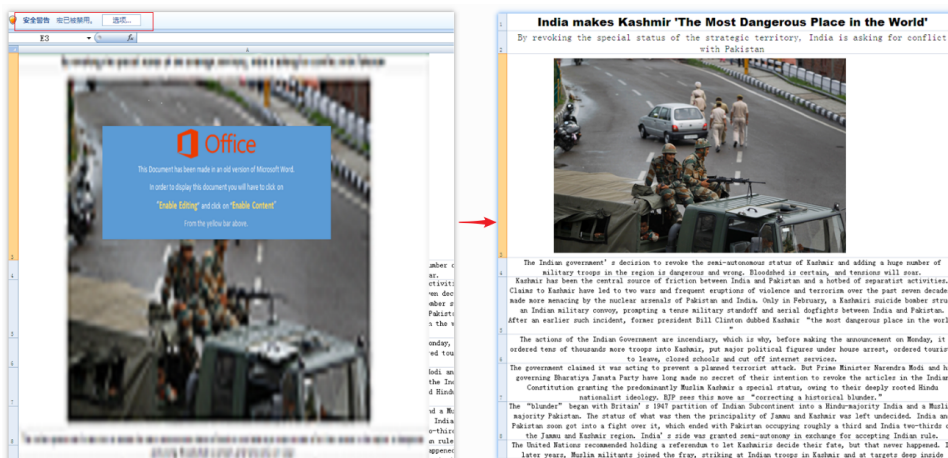 安全警告 宏已被禁用。 选项...
E3
fx
Office
This Document has been made in an old version of Microsoft Word.
In order to display this document you will have to click on
"Enable Editing" and click on "Enable Content"
From the yellow bar above.
India makes Kashmir 'The Most Dangerous Place in the World'
By revoking the special status of the strategic territory, India is asking for conflict
with Pakistan
The Indian government's decision to revoke the semi-autonomous status of Kashmir and adding a huge number of
military troops in the region is dangerous and wrong. Bloodshed is certain, and tensions will soar.
Kashmir has been the central source of friction between India and Pakistan and a hotbed of separatist activities.
Claims to Kashmir have led to two wars and frequent eruptions of violence and terrorism over the past seven decade
made more menacing by the nuclear arsenals of Pakistan and India. Only in February, a Kashmiri suicide bomber stru
an Indian military convoy, prompting a tense military standoff and aerial dogfights between India and Pakistan.
After an earlier such incident, former president Bill Clinton dubbed Kashmir "the most dangerous place in the worl
"
The actions of the Indian Government are incendiary, which is why, before making the announcement on Monday, it
ordered tens of thousands more troops into Kashmir, put major political figures under house arrest, ordered touris
to leave, closed schools and cut off internet services.
The government claimed it was acting to prevent a planned terrorist attack. But Prime Minister Narendra Modi and h
governing Bharatiya Janata Party have long made no secret of their intention to revoke the articles in the Indian
Constitution granting the predominantly Muslim Kashmir a special status, owing to their deeply rooted Hindu
nationalist ideology. BJP sees this move as "correcting a historical blunder."
The "blunder" began with Britain's 1947 partition of Indian Subcontinent into a Hindu-majority India and a Musli
majority Pakistan. The status of what was then the principality of Jammu and Kashmir was left undecided. India an
Pakistan soon got into a fight over it, which ended with Pakistan occupying roughly a third and India two-thirds o
the Jammu and Kashmir region. India's side was granted semi-autonomy in exchange for accepting Indian rule.
The United Nations recommended holding a referendum to let Kashmiris decide their fate, but that never happened. I
later years, Muslim militants joined the fray, striking at Indian troops in Kashmir and at targets deep inside